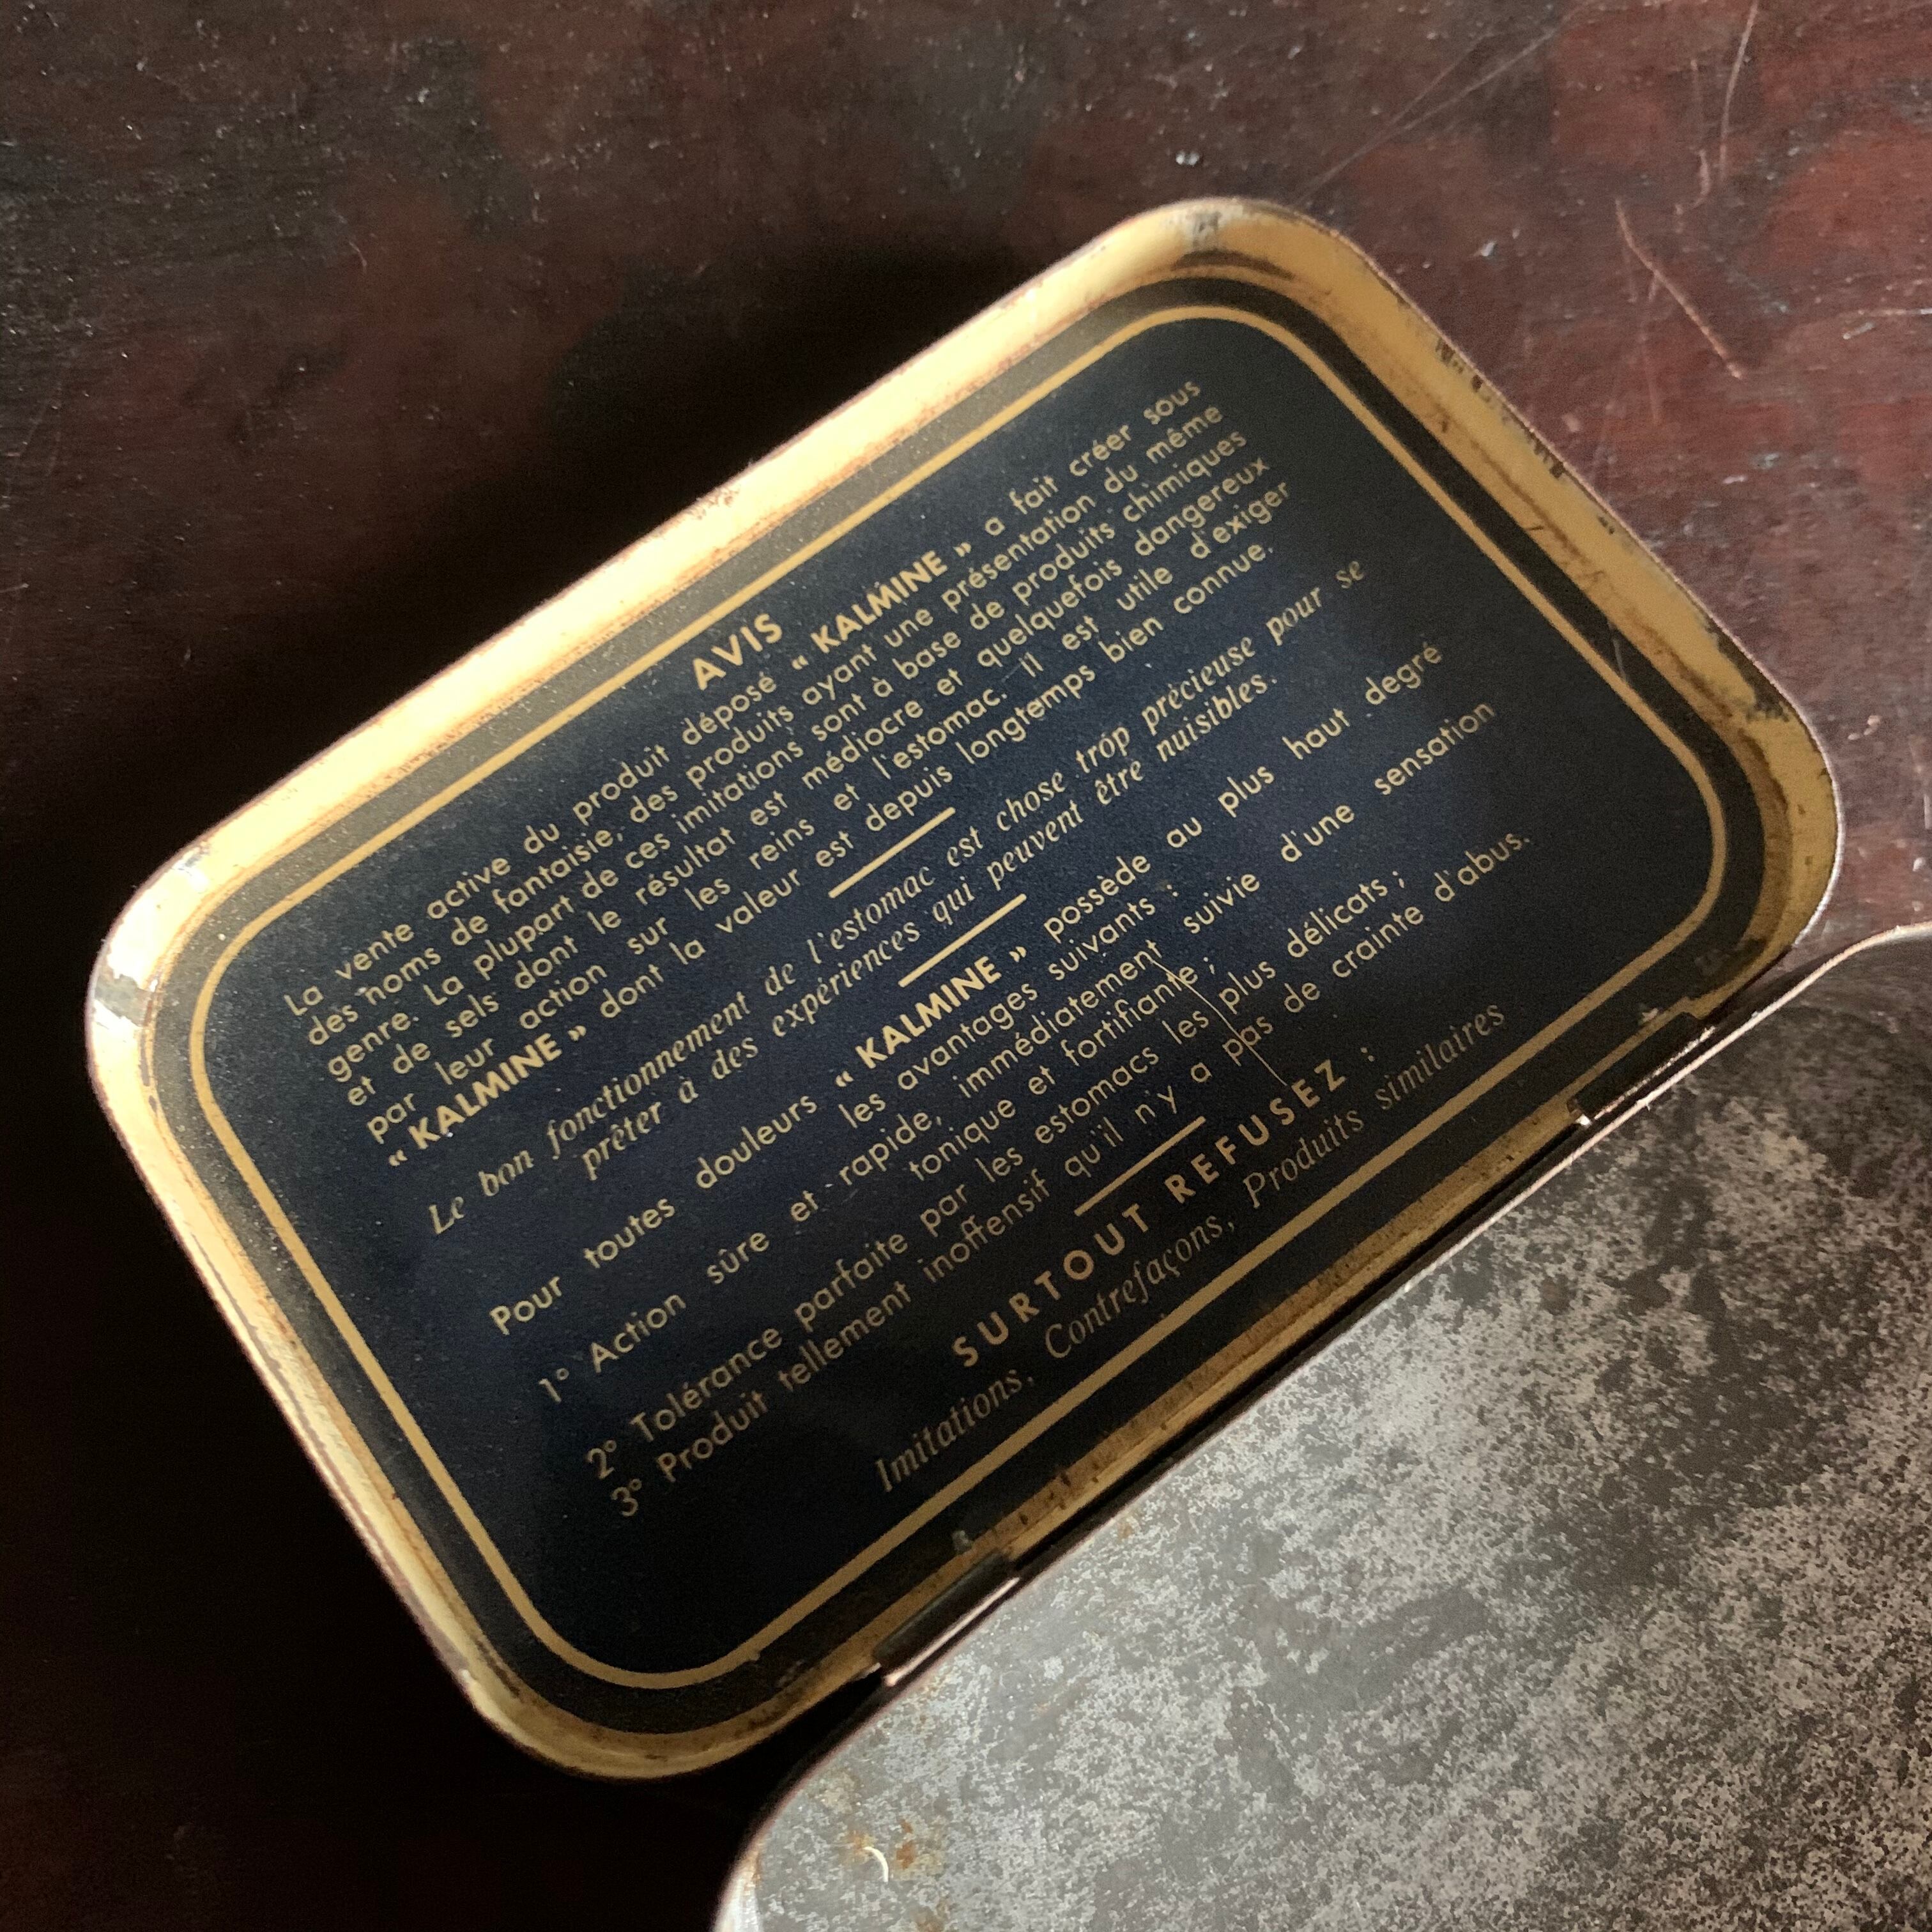 AVIS
La vente active du produit déposé « KALMINE » a fait créer sous
des noms de fantaisie, des produits ayant une présentation du même
genre. La plupart de ces imitations sont à base de produits chimiques
et de sels dont le résultat est médiocre et quelquefois dangereux
par leur action sur les reins et l'estomac. Il est utile d'exiger
« KALMINE » dont la valeur est depuis longtemps bien connue.
Le bon fonctionnement de l'estomac est chose trop précieuse pour se
prêter à des expériences qui peuvent être nuisibles.
Pour toutes douleurs « KALMINE » possède au plus haut degré
les avantages suivants :
1° Action sûre et rapide, immédiatement suivie d'une sensation
tonique et fortifiante ;
2° Tolérance parfaite par les estomacs les plus délicats ;
3° Produit tellement inoffensif qu'il n'y a pas de crainte d'abus.
SURTOUT REFUSEZ :
Imitations, Contrefaçons, Produits similaires